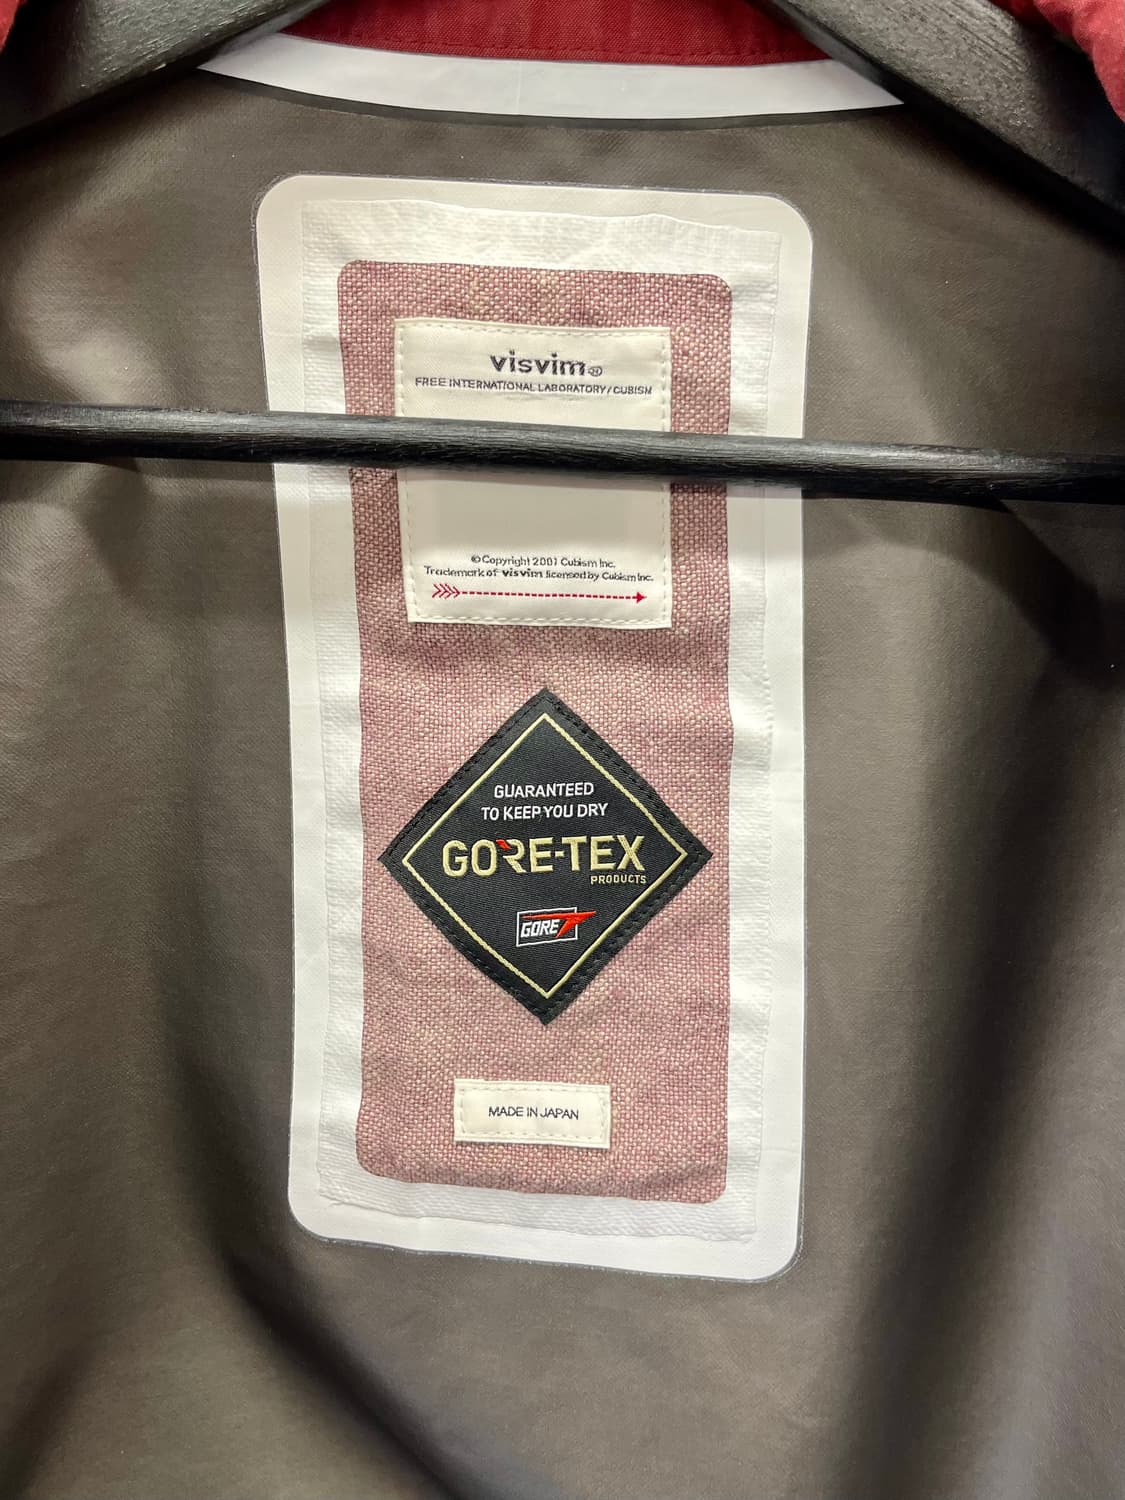 visvim®
FREE INTERNATIONAL LABORATORY / CUBISM
© Copyright 2001 Cubism Inc.
Trademark of visvim licensed by Cubism Inc.
GUARANTEED
TO KEEP YOU DRY
GORE-TEX
PRODUCTS
GORE
MADE IN JAPAN